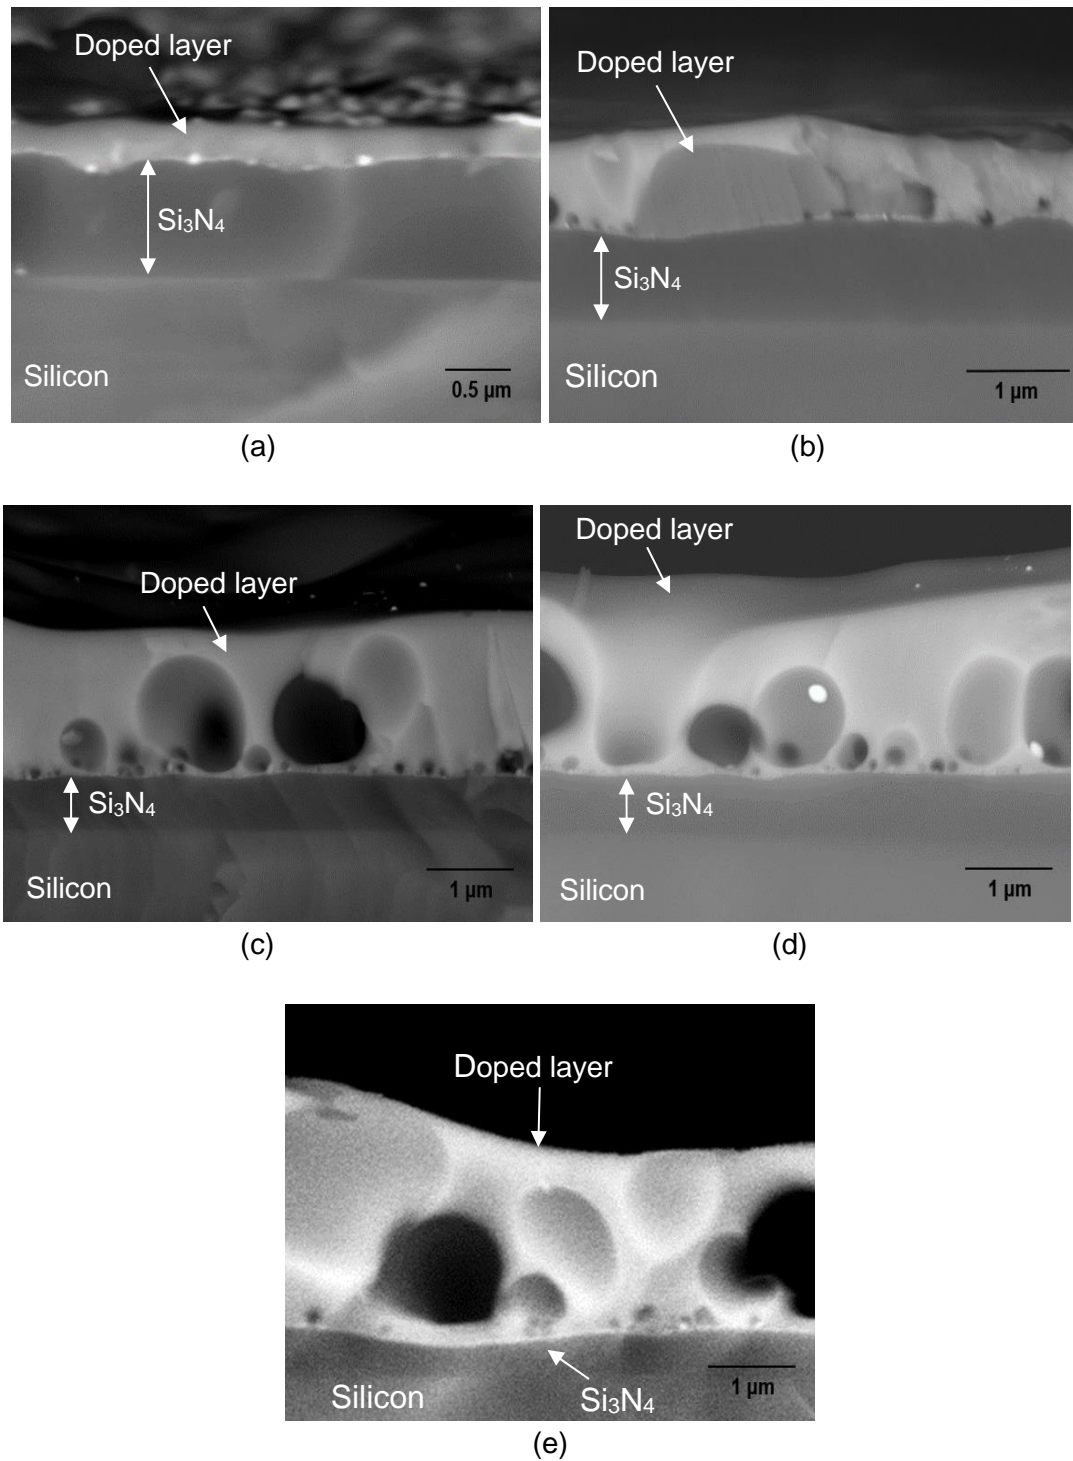 Doped layer
Si₃N₄
Silicon
0.5 µm
(a)
Doped layer
Si₃N₄
Silicon
1 µm
(b)
Doped layer
Si₃N₄
Silicon
1 µm
(c)
Doped layer
Si₃N₄
Silicon
1 µm
(d)
Doped layer
1 µm
Silicon
Si₃N₄
(e)